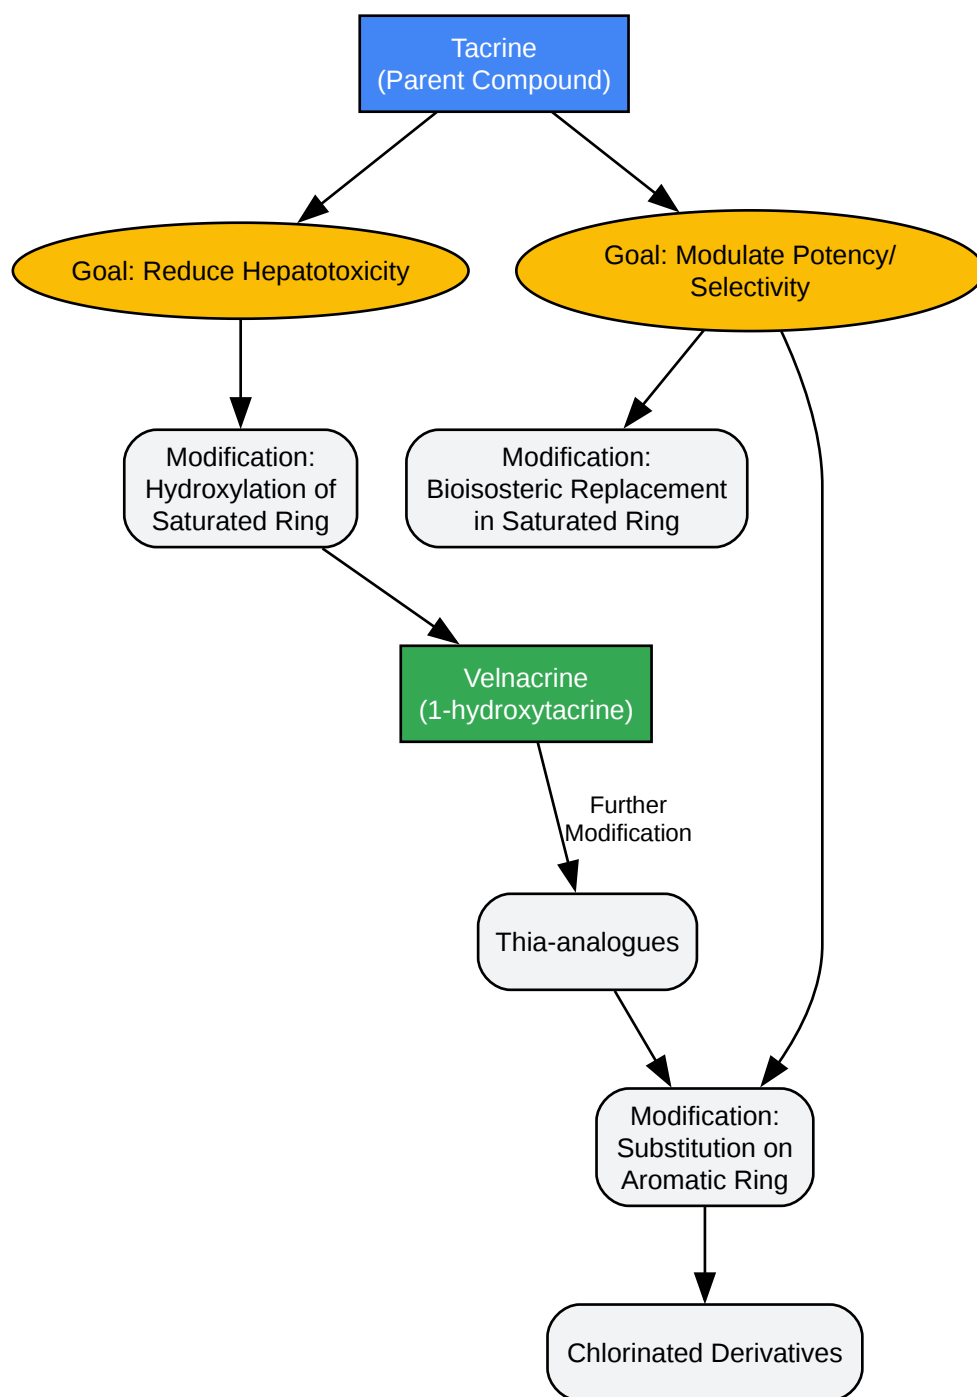 Tacrine
(Parent Compound)
Goal: Reduce Hepatotoxicity
Goal: Modulate Potency/
Selectivity
Modification:
Hydroxylation of
Saturated Ring
Modification:
Bioisosteric Replacement
in Saturated Ring
Velnacrine
(1-hydroxytacrine)
Further
Modification
Thia-analogues
Modification:
Substitution on
Aromatic Ring
Chlorinated Derivatives